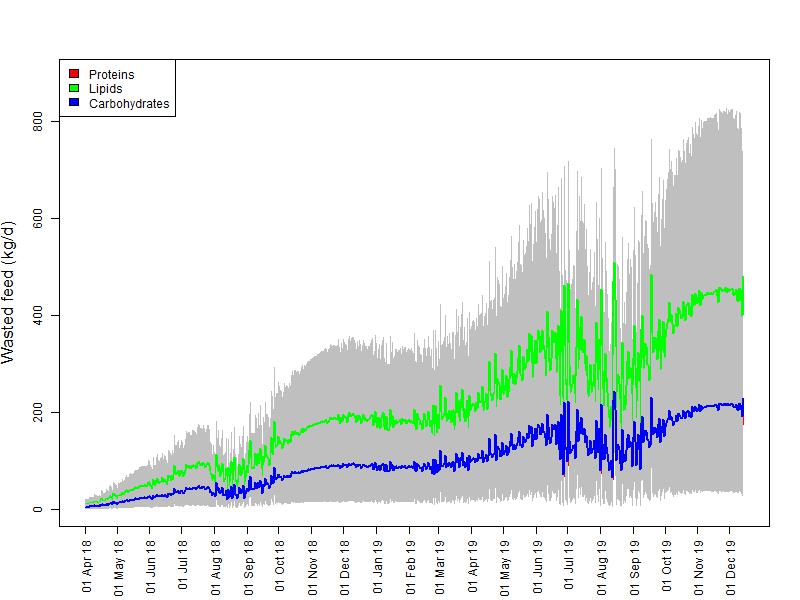 Proteins
Lipids
Carbohydrates
Wasted feed (kg/d)
800
600
400
200
0
01 Apr 18
01 May 18
01 Jun 18
01 Jul 18
01 Aug 18
01 Sep 18
01 Oct 18
01 Nov 18
01 Dec 18
01 Jan 19
01 Feb 19
01 Mar 19
01 Apr 19
01 May 19
01 Jun 19
01 Jul 19
01 Aug 19
01 Sep 19
01 Oct 19
01 Nov 19
01 Dec 19